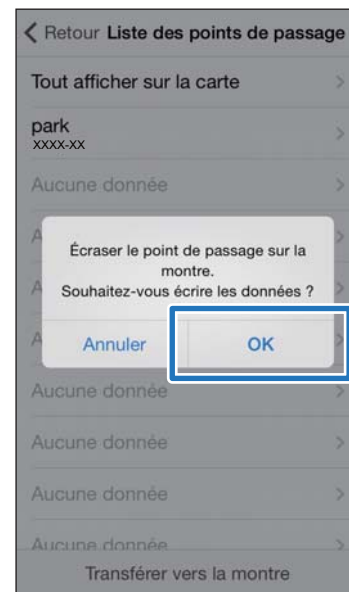 Retour Liste des points de passage
Tout afficher sur la carte
park
XXXX-XX
Aucune donnée
A
Écraser le point de passage sur la
montre.
A
Souhaitez-vous écrire les données ?
A
Annuler OK
Aucune donnée
Aucune donnée
Aucune donnée
Aucune donnée
Transférer vers la montre